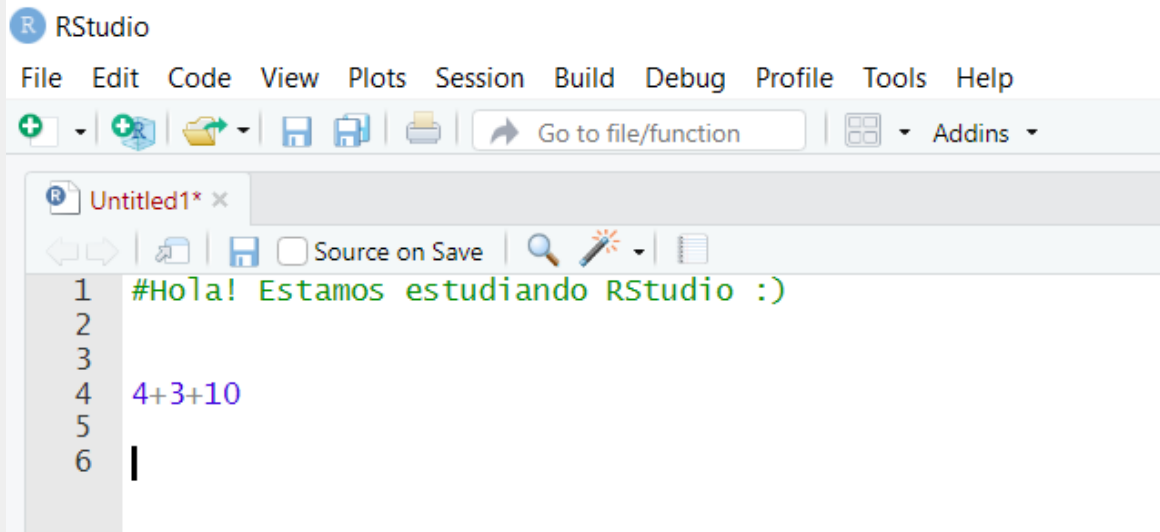 R RStudio
File Edit Code View Plots Session Build Debug Profile Tools Help
R Go to file/function Addins
R Untitled1*
Source on Save
1 #Hola! Estamos estudiando RStudio :)
2
3
4 4+3+10
5
6